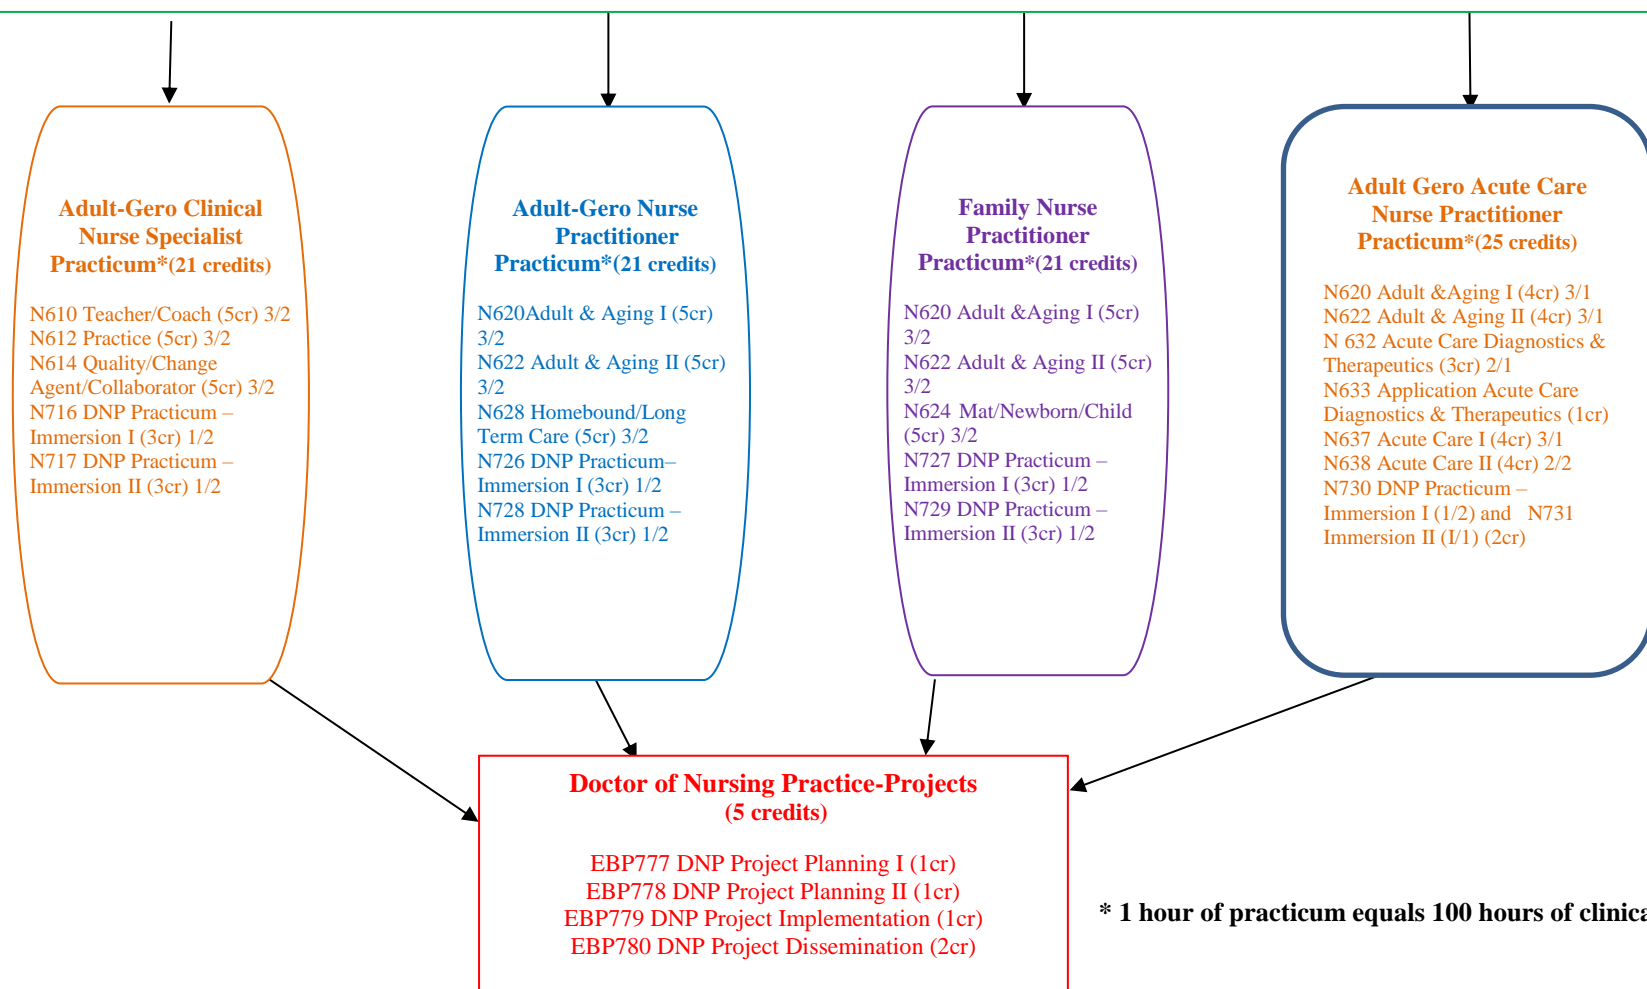 Adult-Gero Clinical
Nurse Specialist
Practicum*(21 credits)
N610 Teacher/Coach (5cr) 3/2
N612 Practice (5cr) 3/2
N614 Quality/Change
Agent/Collaborator (5cr) 3/2
N716 DNP Practicum –
Immersion I (3cr) 1/2
N717 DNP Practicum –
Immersion II (3cr) 1/2
Adult-Gero Nurse
Practitioner
Practicum*(21 credits)
N620Adult & Aging I (5cr)
3/2
N622 Adult & Aging II (5cr)
3/2
N628 Homebound/Long
Term Care (5cr) 3/2
N726 DNP Practicum–
Immersion I (3cr) 1/2
N728 DNP Practicum –
Immersion II (3cr) 1/2
Family Nurse
Practitioner
Practicum*(21 credits)
N620 Adult &Aging I (5cr)
3/2
N622 Adult & Aging II (5cr)
3/2
N624 Mat/Newborn/Child
(5cr) 3/2
N727 DNP Practicum –
Immersion I (3cr) 1/2
N729 DNP Practicum –
Immersion II (3cr) 1/2
Adult Gero Acute Care
Nurse Practitioner
Practicum*(25 credits)
N620 Adult &Aging I (4cr) 3/1
N622 Adult & Aging II (4cr) 3/1
N 632 Acute Care Diagnostics &
Therapeutics (3cr) 2/1
N633 Application Acute Care
Diagnostics & Therapeutics (1cr)
N637 Acute Care I (4cr) 3/1
N638 Acute Care II (4cr) 2/2
N730 DNP Practicum –
Immersion I (1/2) and N731
Immersion II (I/1) (2cr)
Doctor of Nursing Practice-Projects
(5 credits)
EBP777 DNP Project Planning I (1cr)
EBP778 DNP Project Planning II (1cr)
EBP779 DNP Project Implementation (1cr)
EBP780 DNP Project Dissemination (2cr)
* 1 hour of practicum equals 100 hours of